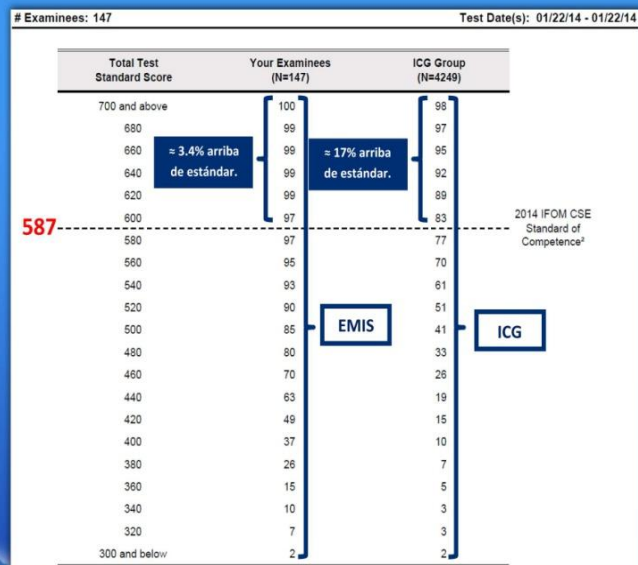 # Examinees: 147 Test Date(s): 01/22/14 - 01/22/14
Total Test Standard Score Your Examinees (N=147) ICG Group (N=4249)
700 and above 100 98
680 99 97
660 99 95
640 99 92
620 99 89
600 97 83
≈ 3.4% arriba
de estándar.
≈ 17% arriba
de estándar.
587
2014 IFOM CSE
Standard of
Competence²
580 97 77
560 95 70
540 93 61
520 90 51
500 85 41
EMIS
ICG
480 80 33
460 70 26
440 63 19
420 49 15
400 37 10
380 26 7
360 15 5
340 10 3
320 7 3
300 and below 2 2